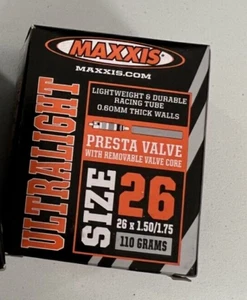 MAXXIS®
MAXXIS.COM
ULTRALIGHT
LIGHTWEIGHT & DURABLE
RACING TUBE
0.60MM THICK WALLS
PRESTA VALVE
WITH REMOVABLE VALVE CORE
SIZE
26
26 x 1.50/1.75
110 GRAMS